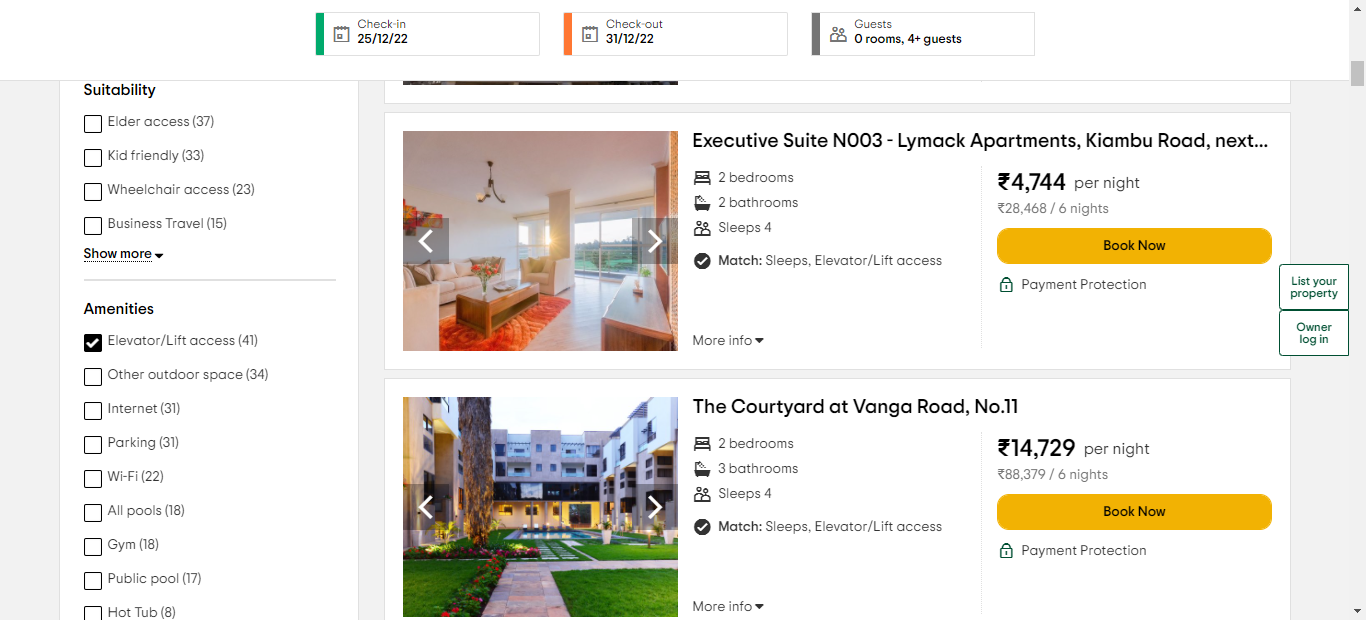 Check-in
25/12/22
Check-out
31/12/22
Guests
0 rooms, 4+ guests
Suitability
Elder access (37)
Kid friendly (33)
Wheelchair access (23)
Business Travel (15)
Show more
Amenities
Elevator/Lift access (41)
Other outdoor space (34)
Internet (31)
Parking (31)
Wi-Fi (22)
All pools (18)
Gym (18)
Public pool (17)
Hot Tub (8)
Executive Suite N003 - Lymack Apartments, Kiambu Road, next...
2 bedrooms
2 bathrooms
Sleeps 4
Match: Sleeps, Elevator/Lift access
More info
₹4,744 per night
₹28,468 / 6 nights
Book Now
Payment Protection
The Courtyard at Vanga Road, No.11
2 bedrooms
3 bathrooms
Sleeps 4
Match: Sleeps, Elevator/Lift access
More info
₹14,729 per night
₹88,379 / 6 nights
Book Now
Payment Protection
List your
property
Owner
log in